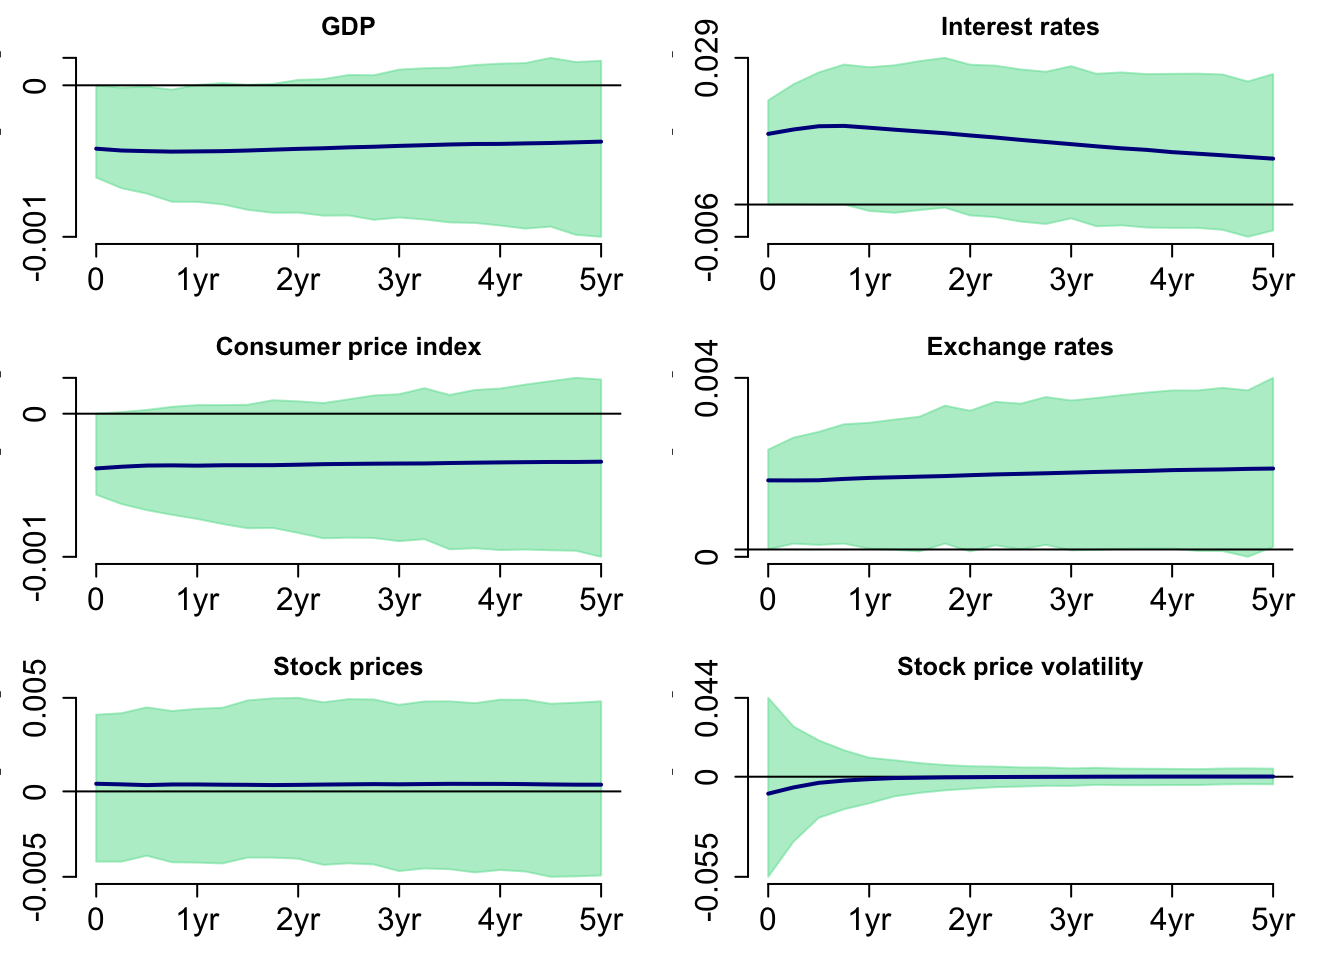 GDP
0
-0.001
0 1yr 2yr 3yr 4yr 5yr
Interest rates
0.029
-0.006
0 1yr 2yr 3yr 4yr 5yr
Consumer price index
0
-0.001
0 1yr 2yr 3yr 4yr 5yr
Exchange rates
0.004
0
0 1yr 2yr 3yr 4yr 5yr
Stock prices
0.005
0
-0.005
0 1yr 2yr 3yr 4yr 5yr
Stock price volatility
0.044
0
-0.055
0 1yr 2yr 3yr 4yr 5yr